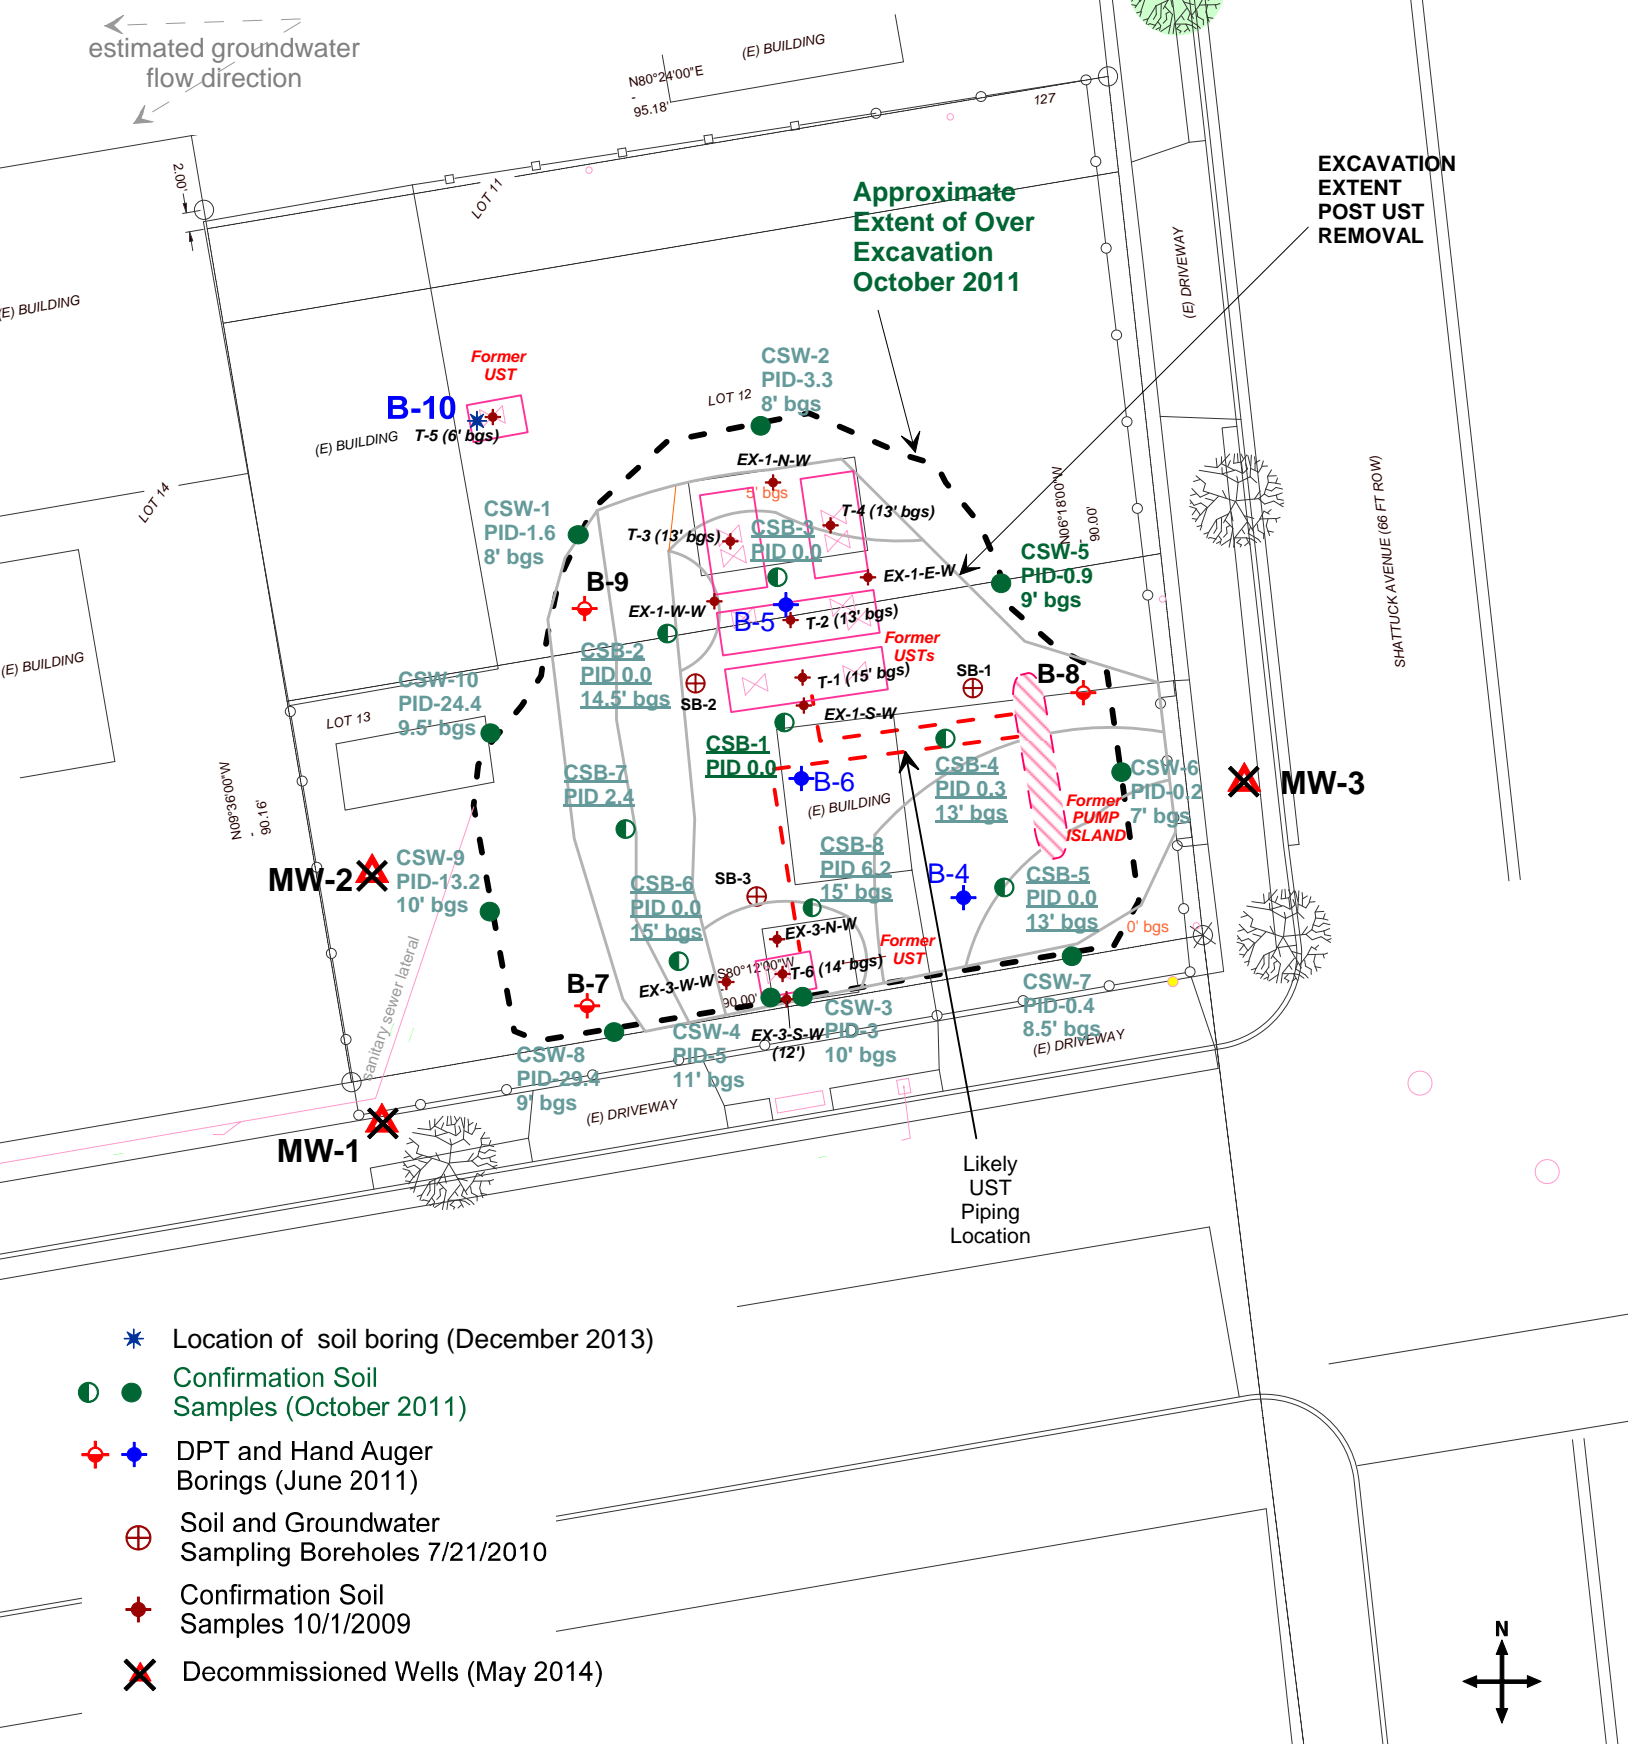 estimated groundwater
flow direction
(E) BUILDING
N80°24'00"E
-
95.18'
127
2.00'
LOT 11
EXCAVATION
EXTENT
POST UST
REMOVAL
Approximate
Extent of Over
Excavation
October 2011
(E) DRIVEWAY
(E) BUILDING
Former
UST
CSW-2
PID-3.3
8' bgs
LOT 12
B-10
(E) BUILDING
T-5 (6' bgs)
EX-1-N-W
5' bgs
LOT 14
CSW-1
PID-1.6
8' bgs
T-4 (13' bgs)
T-3 (13' bgs)
CSB-3
PID 0.0
N06°18'00"W
-
90.00'
SHATTUCK AVENUE (66 FT ROW)
CSW-5
PID-0.9
9' bgs
EX-1-E-W
B-9
EX-1-W-W
B-5
T-2 (13' bgs)
Former
USTs
(E) BUILDING
CSB-2
PID 0.0
14.5' bgs
T-1 (15' bgs)
SB-1
B-8
SB-2
CSW-10
PID-24.4
9.5' bgs
LOT 13
EX-1-S-W
CSB-1
PID 0.0
CSB-4
PID 0.3
13' bgs
CSW-6
PID-0.2
7' bgs
MW-3
CSB-7
PID 2.4
B-6
(E) BUILDING
Former
PUMP
ISLAND
N09°36'00"W
-
90.16'
CSB-8
PID 6.2
15' bgs
MW-2
CSW-9
PID-13.2
10' bgs
CSB-6
PID 0.0
15' bgs
SB-3
B-4
CSB-5
PID 0.0
13' bgs
0' bgs
EX-3-N-W
Former
UST
sanitary sewer lateral
S80°12'00"W
-
90.00'
T-6 (14' bgs)
EX-3-W-W
B-7
CSW-7
PID-0.4
8.5' bgs
CSW-3
PID-3
10' bgs
CSW-4
PID-5
11' bgs
EX-3-S-W
(12')
(E) DRIVEWAY
CSW-8
PID-29.4
9' bgs
(E) DRIVEWAY
MW-1
Likely
UST
Piping
Location
Location of soil boring (December 2013)
Confirmation Soil
Samples (October 2011)
DPT and Hand Auger
Borings (June 2011)
Soil and Groundwater
Sampling Boreholes 7/21/2010
Confirmation Soil
Samples 10/1/2009
Decommissioned Wells (May 2014)
N